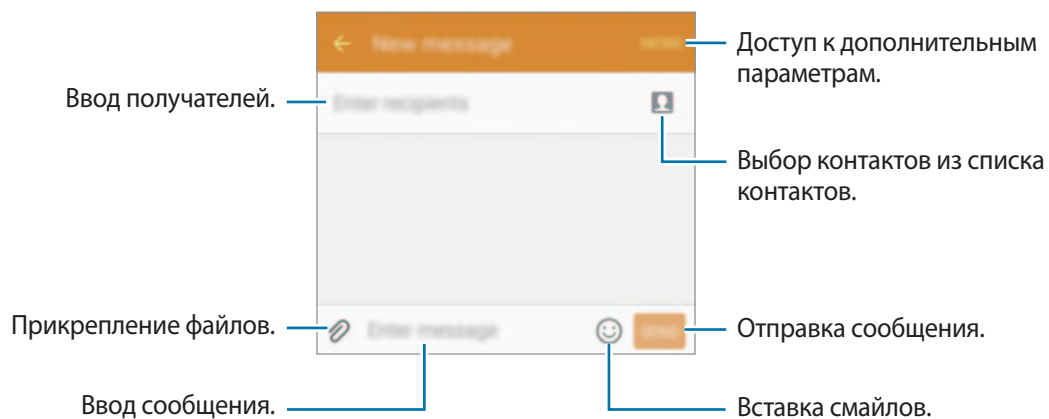 New message
MORE
Доступ к дополнительным
параметрам.
Ввод получателей.
Enter recipients
Выбор контактов из списка
контактов.
Прикрепление файлов.
Enter message
SEND
Отправка сообщения.
Ввод сообщения.
Вставка смайлов.